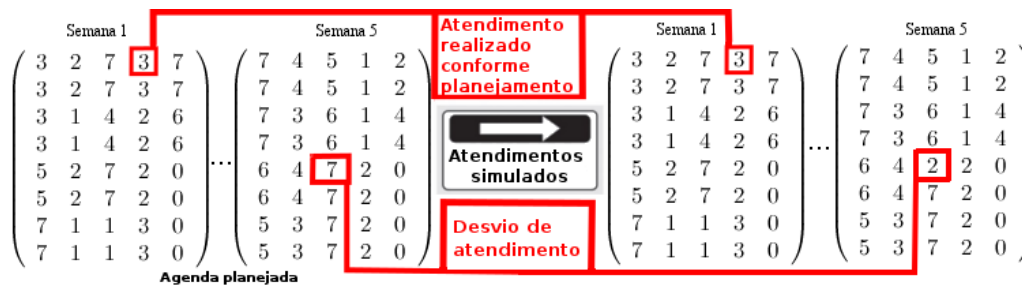 Semana 1
3 2 7 3 7
3 2 7 3 7
3 1 4 2 6
3 1 4 2 6
5 2 7 2 0
5 2 7 2 0
7 1 1 3 0
7 1 1 3 0
...
Semana 5
7 4 5 1 2
7 4 5 1 2
7 3 6 1 4
7 3 6 1 4
6 4 7 2 0
6 4 7 2 0
5 3 7 2 0
5 3 7 2 0
Agenda planejada
Atendimento
realizado
conforme
planejamento
Atendimentos
simulados
Desvio de
atendimento
Semana 1
3 2 7 3 7
3 2 7 3 7
3 1 4 2 6
3 1 4 2 6
5 2 7 2 0
5 2 7 2 0
7 1 1 3 0
7 1 1 3 0
...
Semana 5
7 4 5 1 2
7 4 5 1 2
7 3 6 1 4
7 3 6 1 4
6 4 2 2 0
6 4 7 2 0
5 3 7 2 0
5 3 7 2 0